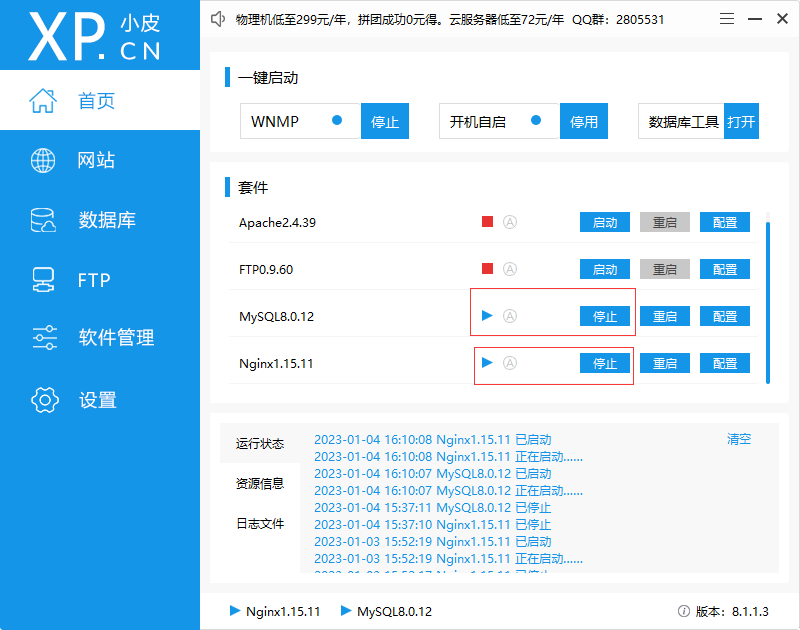 XP.CN 小皮
物理机低至299元/年，拼团成功0元得。云服务器低至72元/年 QQ群：2805531
首页
网站
数据库
FTP
软件管理
设置
一键启动
WNMP 停止 开机自启 停用 数据库工具 打开
套件
Apache2.4.39 A 启动 重启 配置
FTP0.9.60 A 启动 重启 配置
MySQL8.0.12 A 停止 重启 配置
Nginx1.15.11 A 停止 重启 配置
运行状态
资源信息
日志文件
清空
2023-01-04 16:10:08 Nginx1.15.11 已启动
2023-01-04 16:10:08 Nginx1.15.11 正在启动......
2023-01-04 16:10:07 MySQL8.0.12 已启动
2023-01-04 16:10:07 MySQL8.0.12 正在启动......
2023-01-04 15:37:11 MySQL8.0.12 已停止
2023-01-04 15:37:10 Nginx1.15.11 已停止
2023-01-03 15:52:19 Nginx1.15.11 已启动
2023-01-03 15:52:19 Nginx1.15.11 正在启动......
Nginx1.15.11 MySQL8.0.12 版本：8.1.1.3